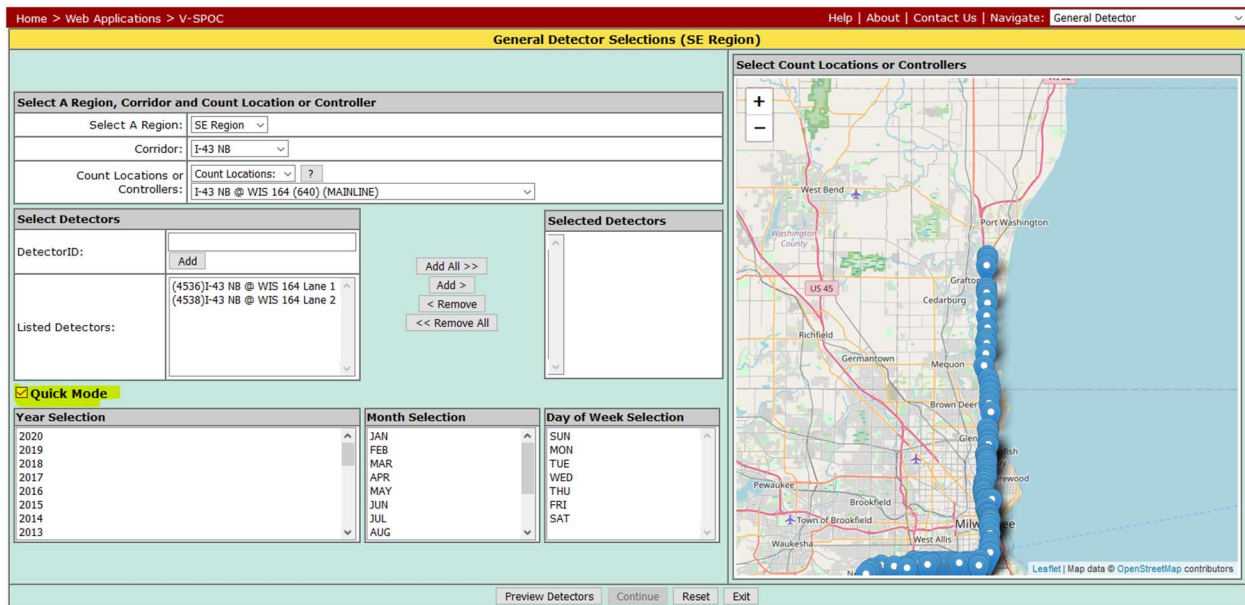 Home > Web Applications > V-SPOC
Help | About | Contact Us | Navigate: General Detector
General Detector Selections (SE Region)
Select A Region, Corridor and Count Location or Controller
Select A Region: SE Region
Corridor: I-43 NB
Count Locations or Controllers: Count Locations: ?
I-43 NB @ WIS 164 (640) (MAINLINE)
Select Detectors
DetectorID:
Add
Listed Detectors:
(4536)I-43 NB @ WIS 164 Lane 1
(4538)I-43 NB @ WIS 164 Lane 2
Add All >>
Add >
< Remove
<< Remove All
Selected Detectors
Quick Mode
Year Selection
2020
2019
2018
2017
2016
2015
2014
2013
Month Selection
JAN
FEB
MAR
APR
MAY
JUN
JUL
AUG
Day of Week Selection
SUN
MON
TUE
WED
THU
FRI
SAT
Select Count Locations or Controllers
+
−
West Bend
Port Washington
Washington
County
Grafton
US 45
Cedarburg
Richfield
Germantown
Mequon
Brown Deer
Glen
Pewaukee
Brookfield
Town of Brookfield
Milw
ee
West Allis
Waukesha
Leaflet | Map data © OpenStreetMap contributors
Preview Detectors
Continue
Reset
Exit